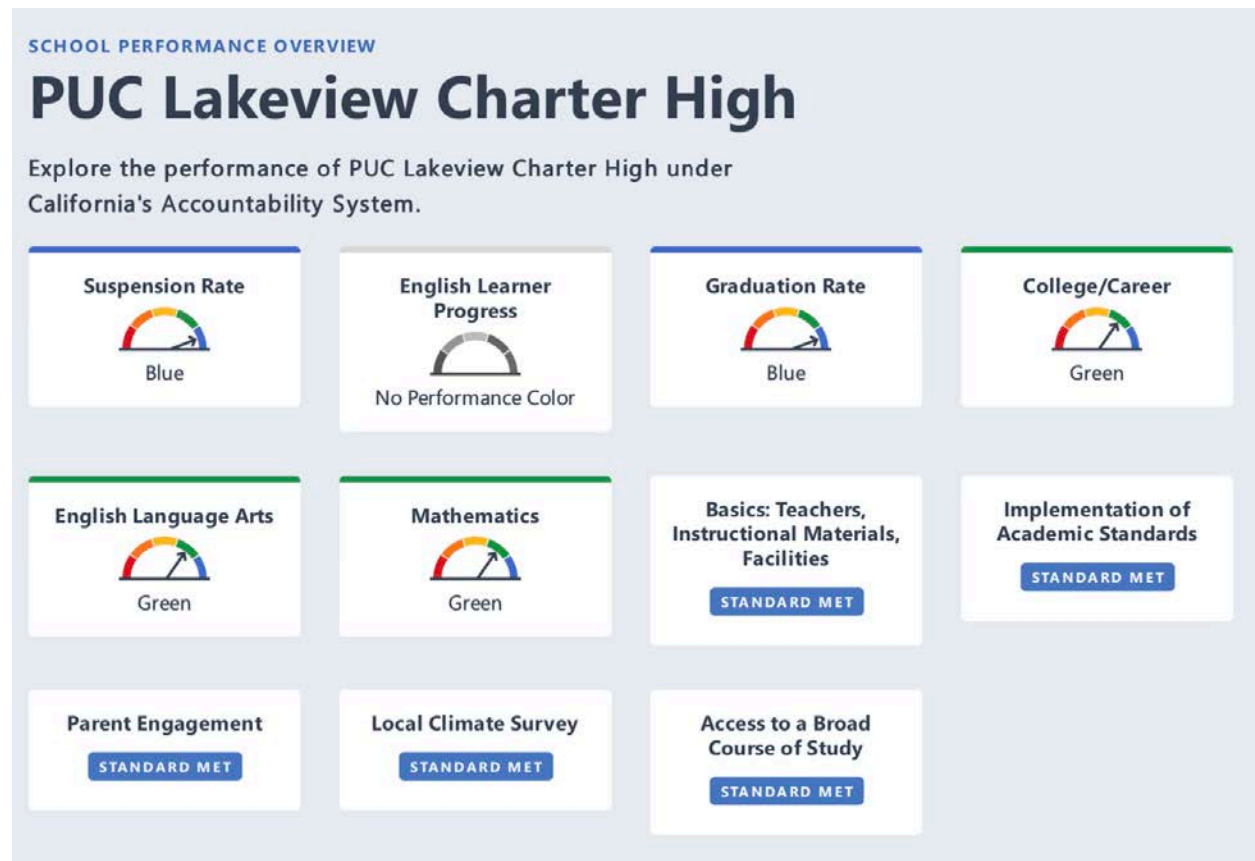 SCHOOL PERFORMANCE OVERVIEW
PUC Lakeview Charter High
Explore the performance of PUC Lakeview Charter High under
California's Accountability System.
Suspension Rate
Blue
English Learner
Progress
No Performance Color
Graduation Rate
Blue
College/Career
Green
English Language Arts
Green
Mathematics
Green
Basics: Teachers,
Instructional Materials,
Facilities
STANDARD MET
Implementation of
Academic Standards
STANDARD MET
Parent Engagement
STANDARD MET
Local Climate Survey
STANDARD MET
Access to a Broad
Course of Study
STANDARD MET